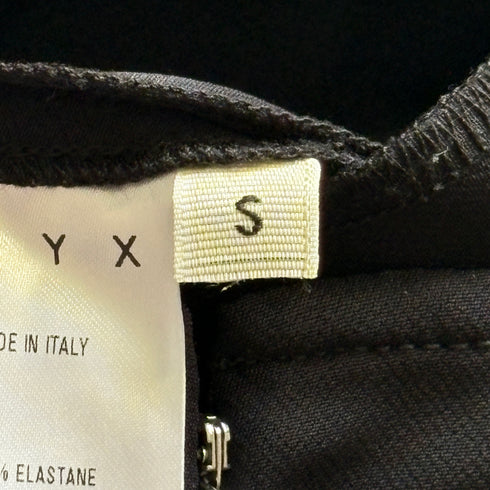 S
Y X
DE IN ITALY
% ELASTANE